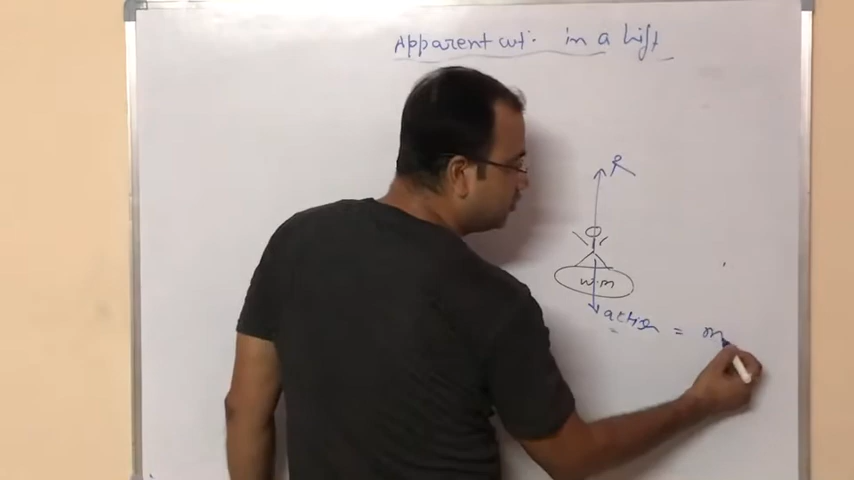 Apparent wt. in a Lift
R
w.m
action = m